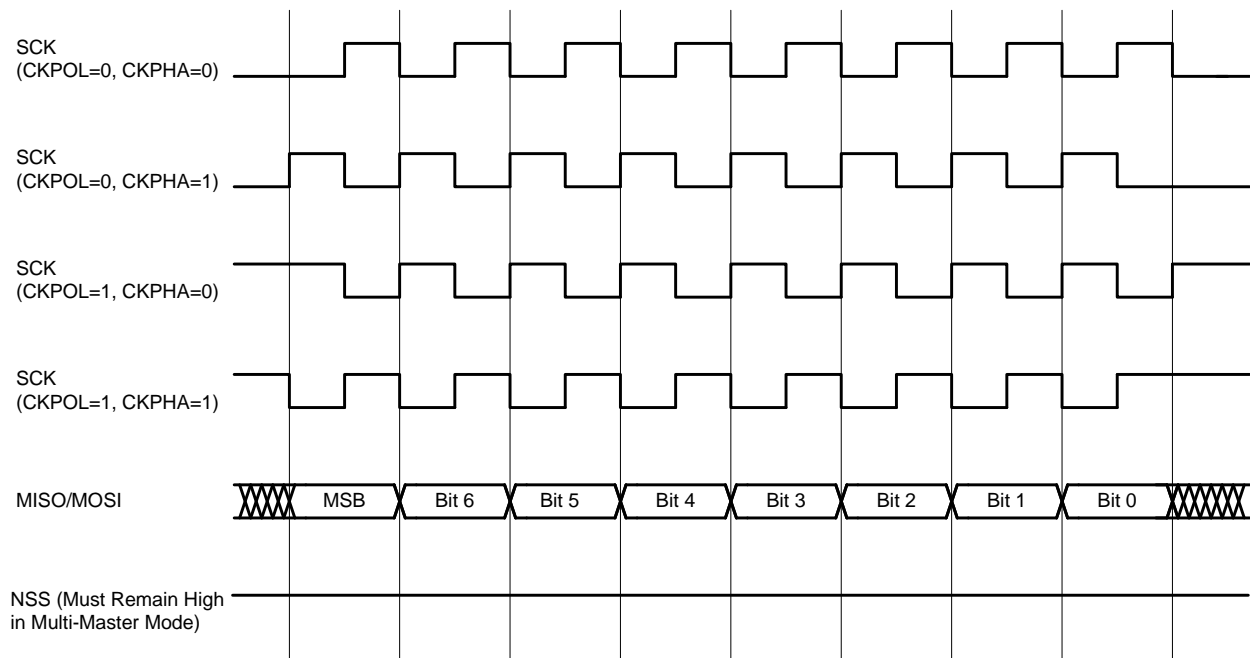 SCK
(CKPOL=0, CKPHA=0)
SCK
(CKPOL=0, CKPHA=1)
SCK
(CKPOL=1, CKPHA=0)
SCK
(CKPOL=1, CKPHA=1)
MISO/MOSI MSB Bit 6 Bit 5 Bit 4 Bit 3 Bit 2 Bit 1 Bit 0
NSS (Must Remain High
in Multi-Master Mode)